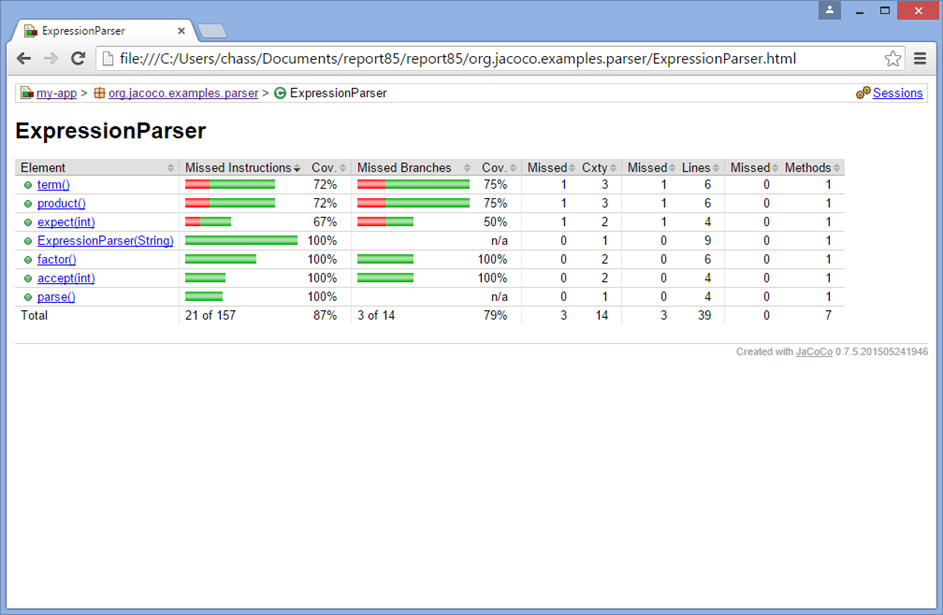 ExpressionParser
file:///C:/Users/chass/Documents/report85/report85/org.jacoco.examples.parser/ExpressionParser.html
my-app > org.jacoco.examples.parser > ExpressionParser Sessions
ExpressionParser
Element Missed Instructions Cov. Missed Branches Cov. Missed Cxty Missed Lines Missed Methods
term() 72% 75% 1 3 1 6 0 1
product() 72% 75% 1 3 1 6 0 1
expect(int) 67% 50% 1 2 1 4 0 1
ExpressionParser(String) 100% n/a 0 1 0 9 0 1
factor() 100% 100% 0 2 0 6 0 1
accept(int) 100% 100% 0 2 0 4 0 1
parse() 100% n/a 0 1 0 4 0 1
Total 21 of 157 87% 3 of 14 79% 3 14 3 39 0 7
Created with JaCoCo 0.7.5.201505241946